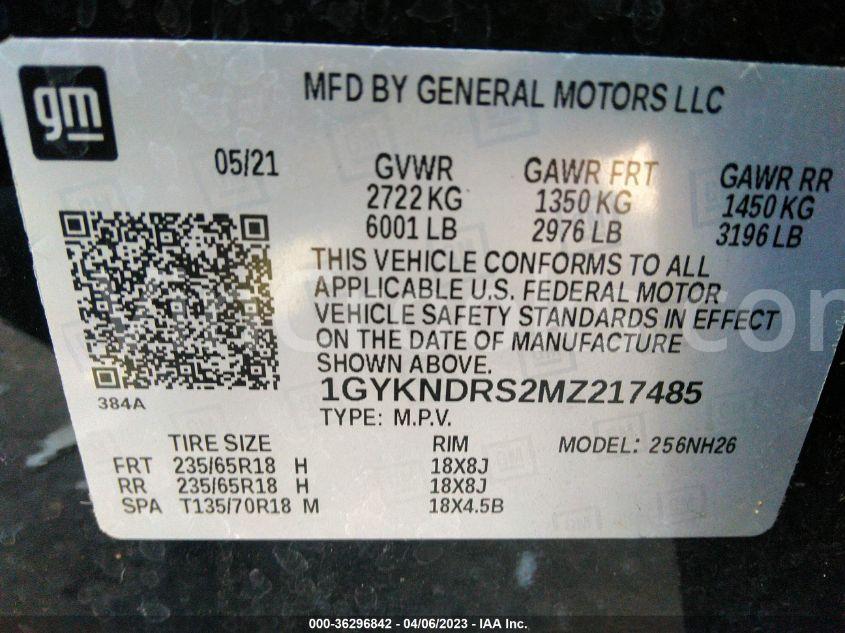 gm
MFD BY GENERAL MOTORS LLC
05/21 GVWR GAWR FRT GAWR RR
2722 KG 1350 KG 1450 KG
6001 LB 2976 LB 3196 LB
THIS VEHICLE CONFORMS TO ALL
APPLICABLE U.S. FEDERAL MOTOR
VEHICLE SAFETY STANDARDS IN EFFECT
ON THE DATE OF MANUFACTURE
SHOWN ABOVE.
384A
1GYKNDRS2MZ217485
TYPE: M.P.V.
TIRE SIZE RIM MODEL: 256NH26
FRT 235/65R18 H 18X8J
RR 235/65R18 H 18X8J
SPA T135/70R18 M 18X4.5B
000-36296842 - 04/06/2023 - IAA Inc.